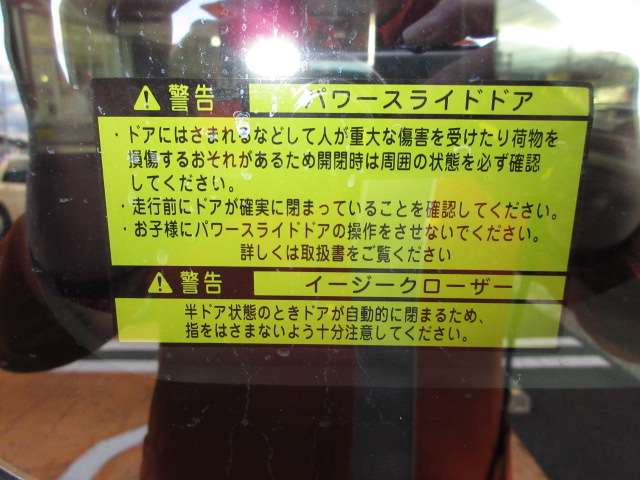 警告 パワースライドドア
・ドアにはさまれるなどして人が重大な傷害を受けたり荷物を
損傷するおそれがあるため開閉時は周囲の状態を必ず確認
してください。
・走行前にドアが確実に閉まっていることを確認してください。
・お子様にパワースライドドアの操作をさせないでください。
詳しくは取扱書をご覧ください
警告 イージークローザー
半ドア状態のときドアが自動的に閉まるため、
指をはさまないよう十分注意してください。